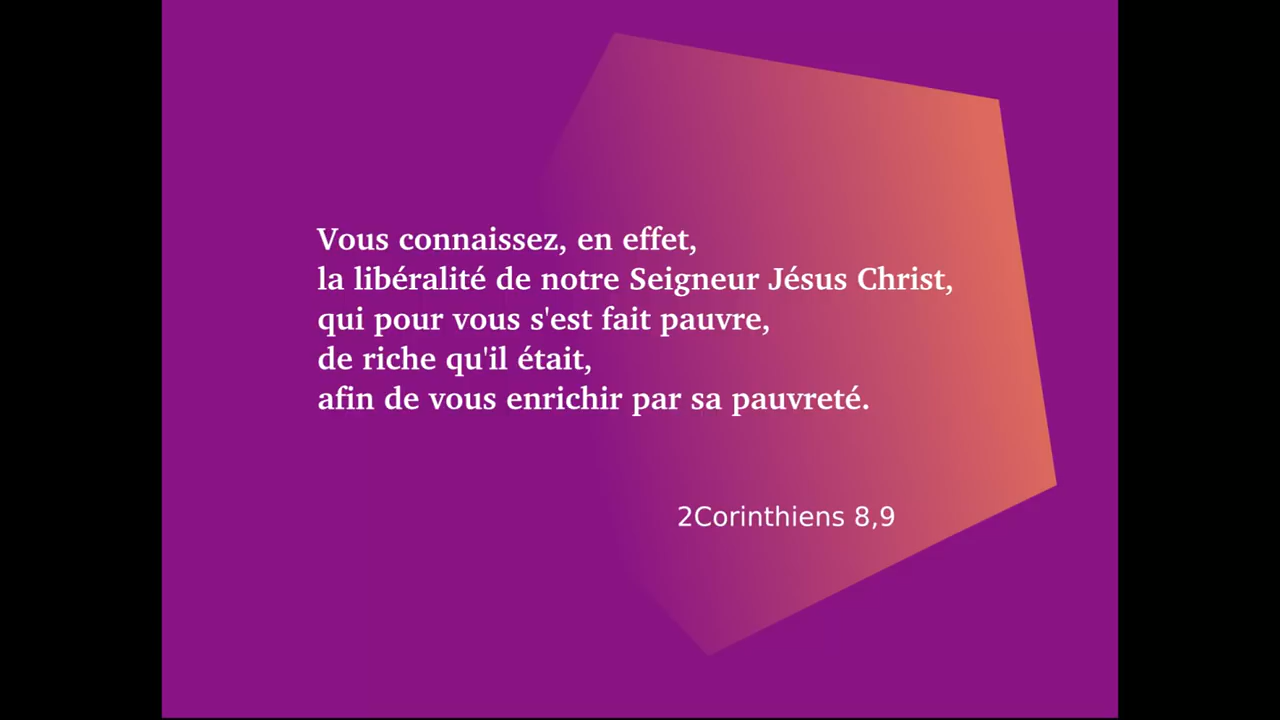 Vous connaissez, en effet,
la libéralité de notre Seigneur Jésus Christ,
qui pour vous s'est fait pauvre,
de riche qu'il était,
afin de vous enrichir par sa pauvreté.
2Corinthiens 8,9